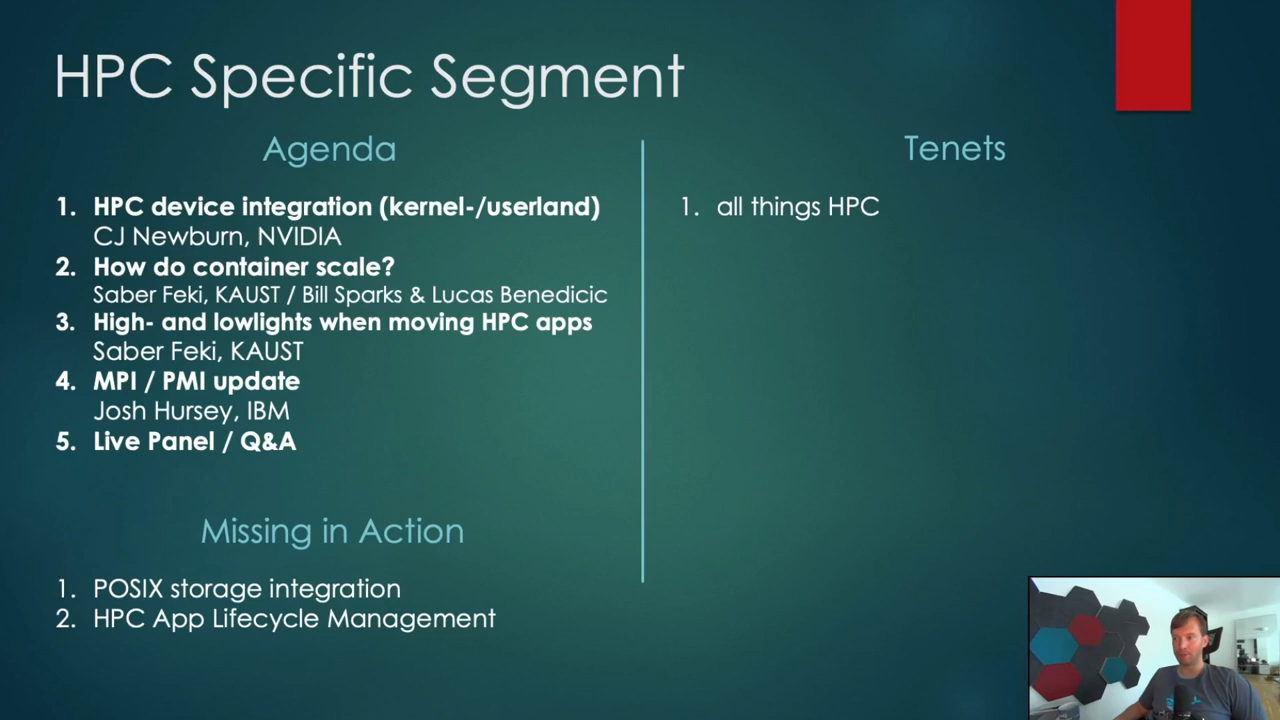 HPC Specific Segment
Agenda
1. HPC device integration (kernel-/userland)
CJ Newburn, NVIDIA
2. How do container scale?
Saber Feki, KAUST / Bill Sparks & Lucas Benedicic
3. High- and lowlights when moving HPC apps
Saber Feki, KAUST
4. MPI / PMI update
Josh Hursey, IBM
5. Live Panel / Q&A
Missing in Action
1. POSIX storage integration
2. HPC App Lifecycle Management
Tenets
1. all things HPC